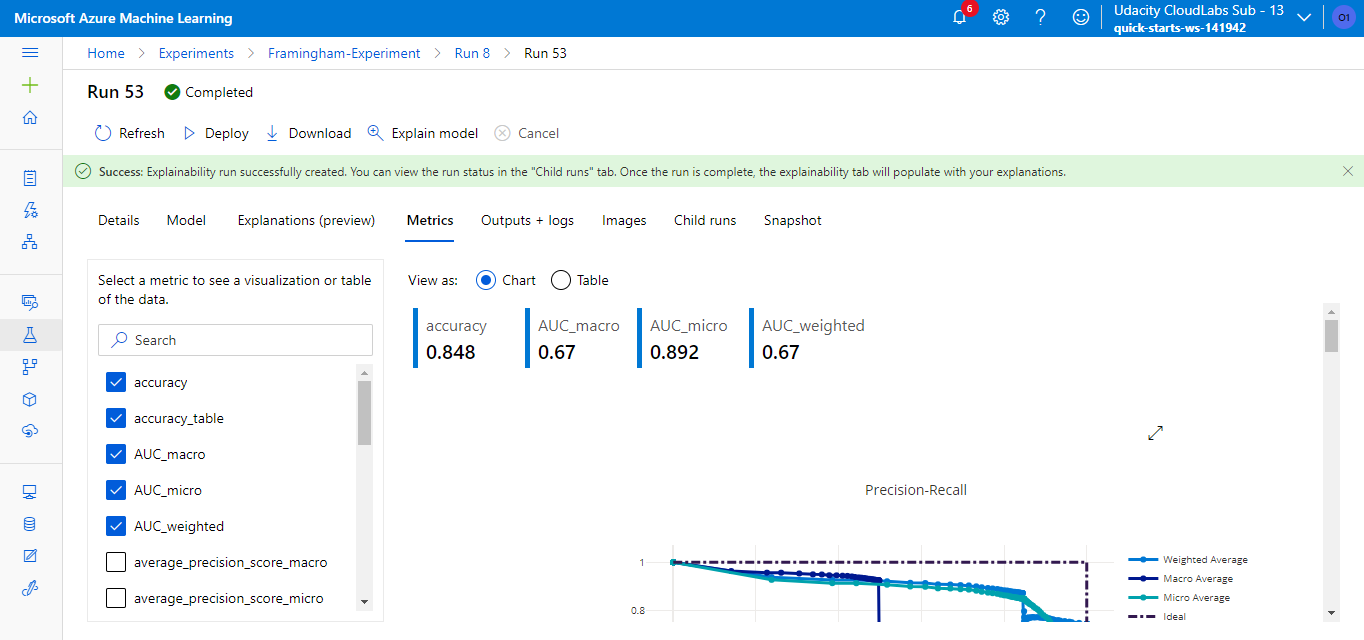 Microsoft Azure Machine Learning
6
Udacity CloudLabs Sub - 13
quick-starts-ws-141942
O1
Home > Experiments > Framingham-Experiment > Run 8 > Run 53
Run 53 Completed
Refresh Deploy Download Explain model Cancel
Success: Explainability run successfully created. You can view the run status in the "Child runs" tab. Once the run is complete, the explainability tab will populate with your explanations.
Details Model Explanations (preview) Metrics Outputs + logs Images Child runs Snapshot
Select a metric to see a visualization or table
of the data.
Search
accuracy
accuracy_table
AUC_macro
AUC_micro
AUC_weighted
average_precision_score_macro
average_precision_score_micro
View as: Chart Table
accuracy AUC_macro AUC_micro AUC_weighted
0.848 0.67 0.892 0.67
Precision-Recall
1
0.8
Weighted Average
Macro Average
Micro Average
Ideal